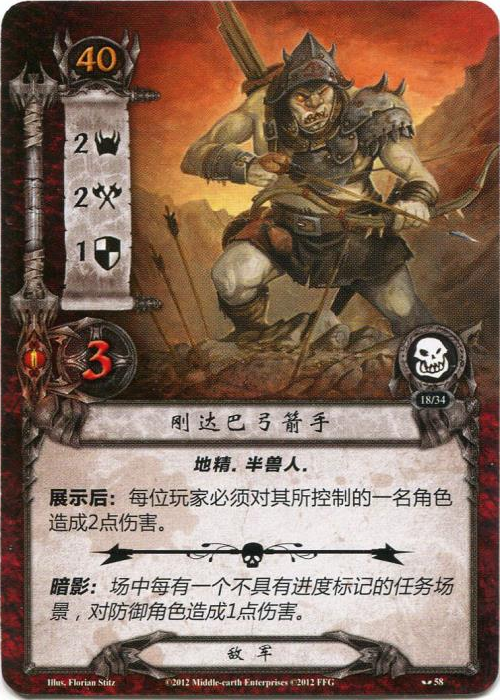 40
2
2
1
3
18/34
刚达巴弓箭手
地精. 半兽人.
展示后：每位玩家必须对其所控制的一名角色
造成2点伤害。
暗影：场中每有一个不具有进度标记的任务场
景，对防御角色造成1点伤害。
敌军
Illus. Florian Stitz ©2012 Middle-earth Enterprises ©2012 FFG 58